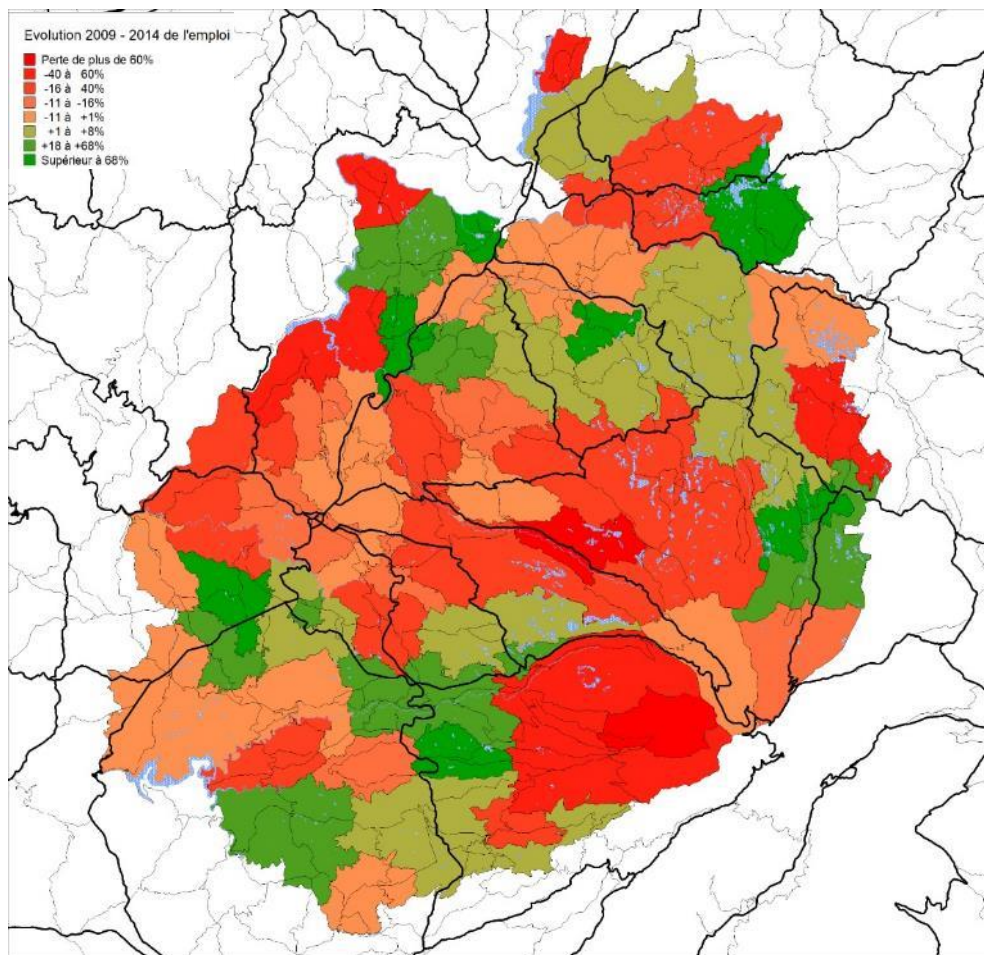 Evolution 2009 - 2014 de l'emploi
Perte de plus de 60%
-40 à 60%
-16 à 40%
-11 à -16%
-11 à +1%
+1 à +8%
+18 à +68%
Supérieur à 68%